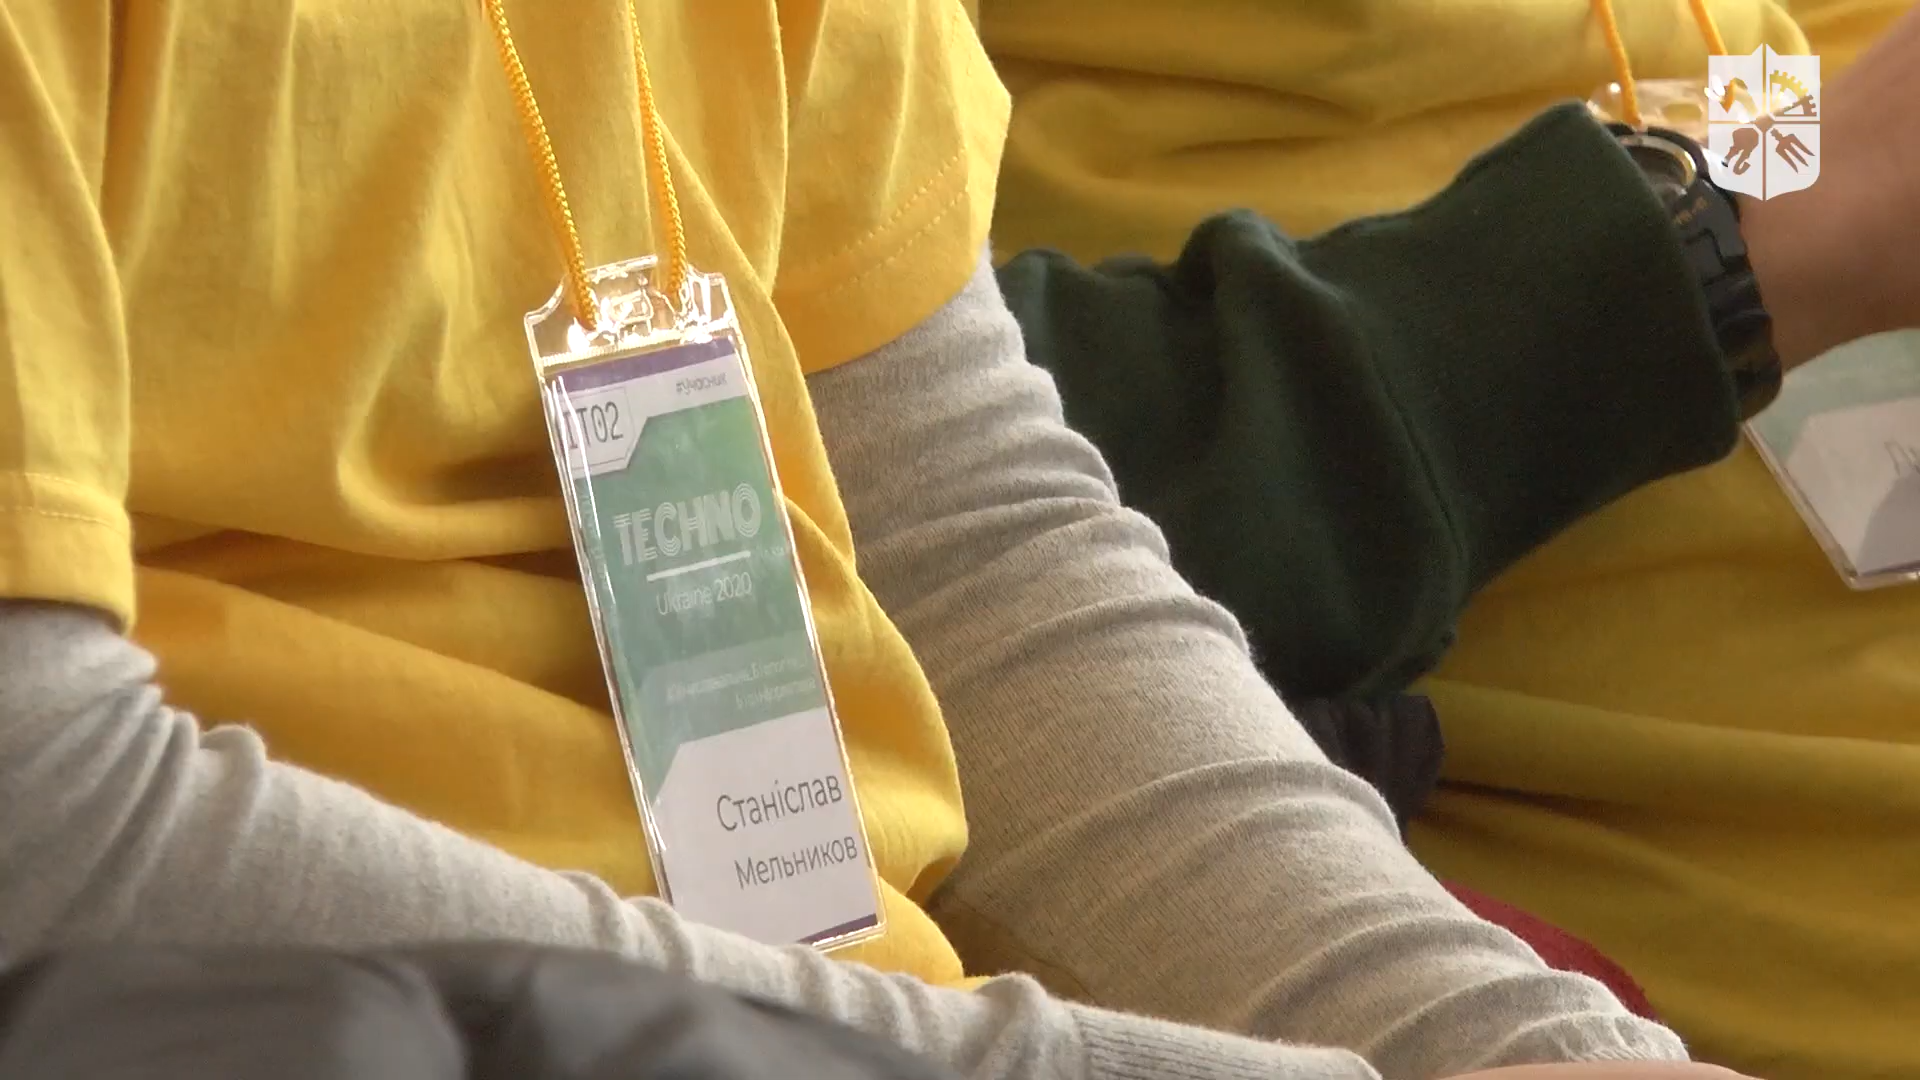 #учасник
IT02
TECHNO
Ukraine 2020
Станіслав
Мельников